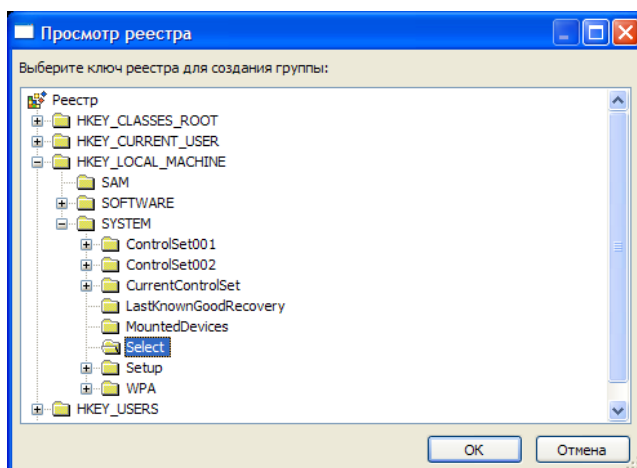 Просмотр реестра
Выберите ключ реестра для создания группы:
Реестр
HKEY_CLASSES_ROOT
HKEY_CURRENT_USER
HKEY_LOCAL_MACHINE
SAM
SOFTWARE
SYSTEM
ControlSet001
ControlSet002
CurrentControlSet
LastKnownGoodRecovery
MountedDevices
Select
Setup
WPA
HKEY_USERS
OK Отмена